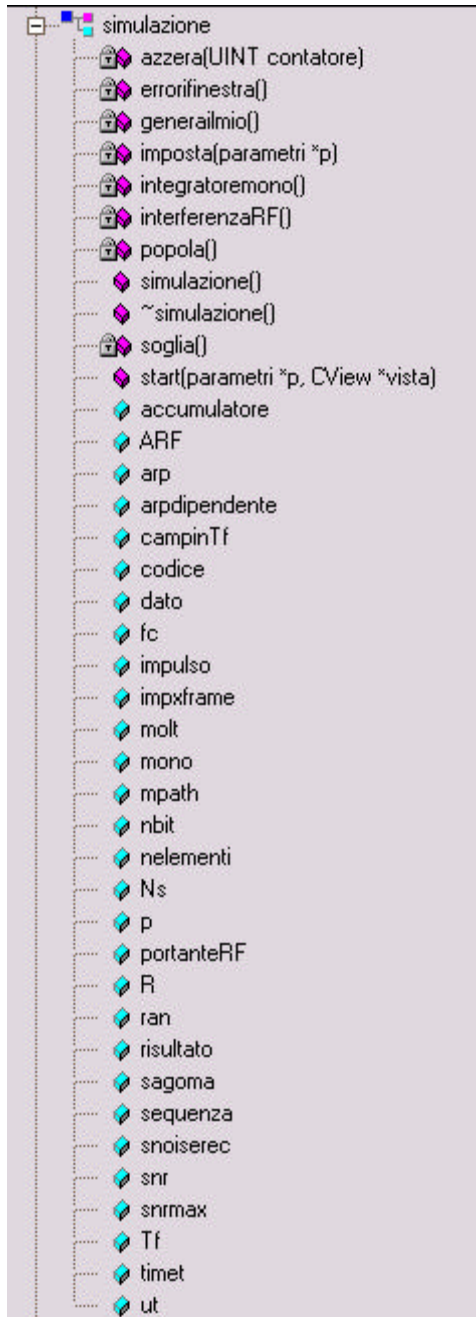 simulazione
azzera(UINT contatore)
errorifinestra()
generailmio()
imposta(parametri *p)
integratoremono()
interferenzaRF()
popola()
simulazione()
~simulazione()
soglia()
start(parametri *p, CView *vista)
accumulatore
ARF
arp
arpdipendente
campinTf
codice
dato
fc
impulso
impxframe
molt
mono
mpath
nbit
nelementi
Ns
p
portanteRF
R
ran
risultato
sagoma
sequenza
snoiserec
snr
snrmax
Tf
timet
ut